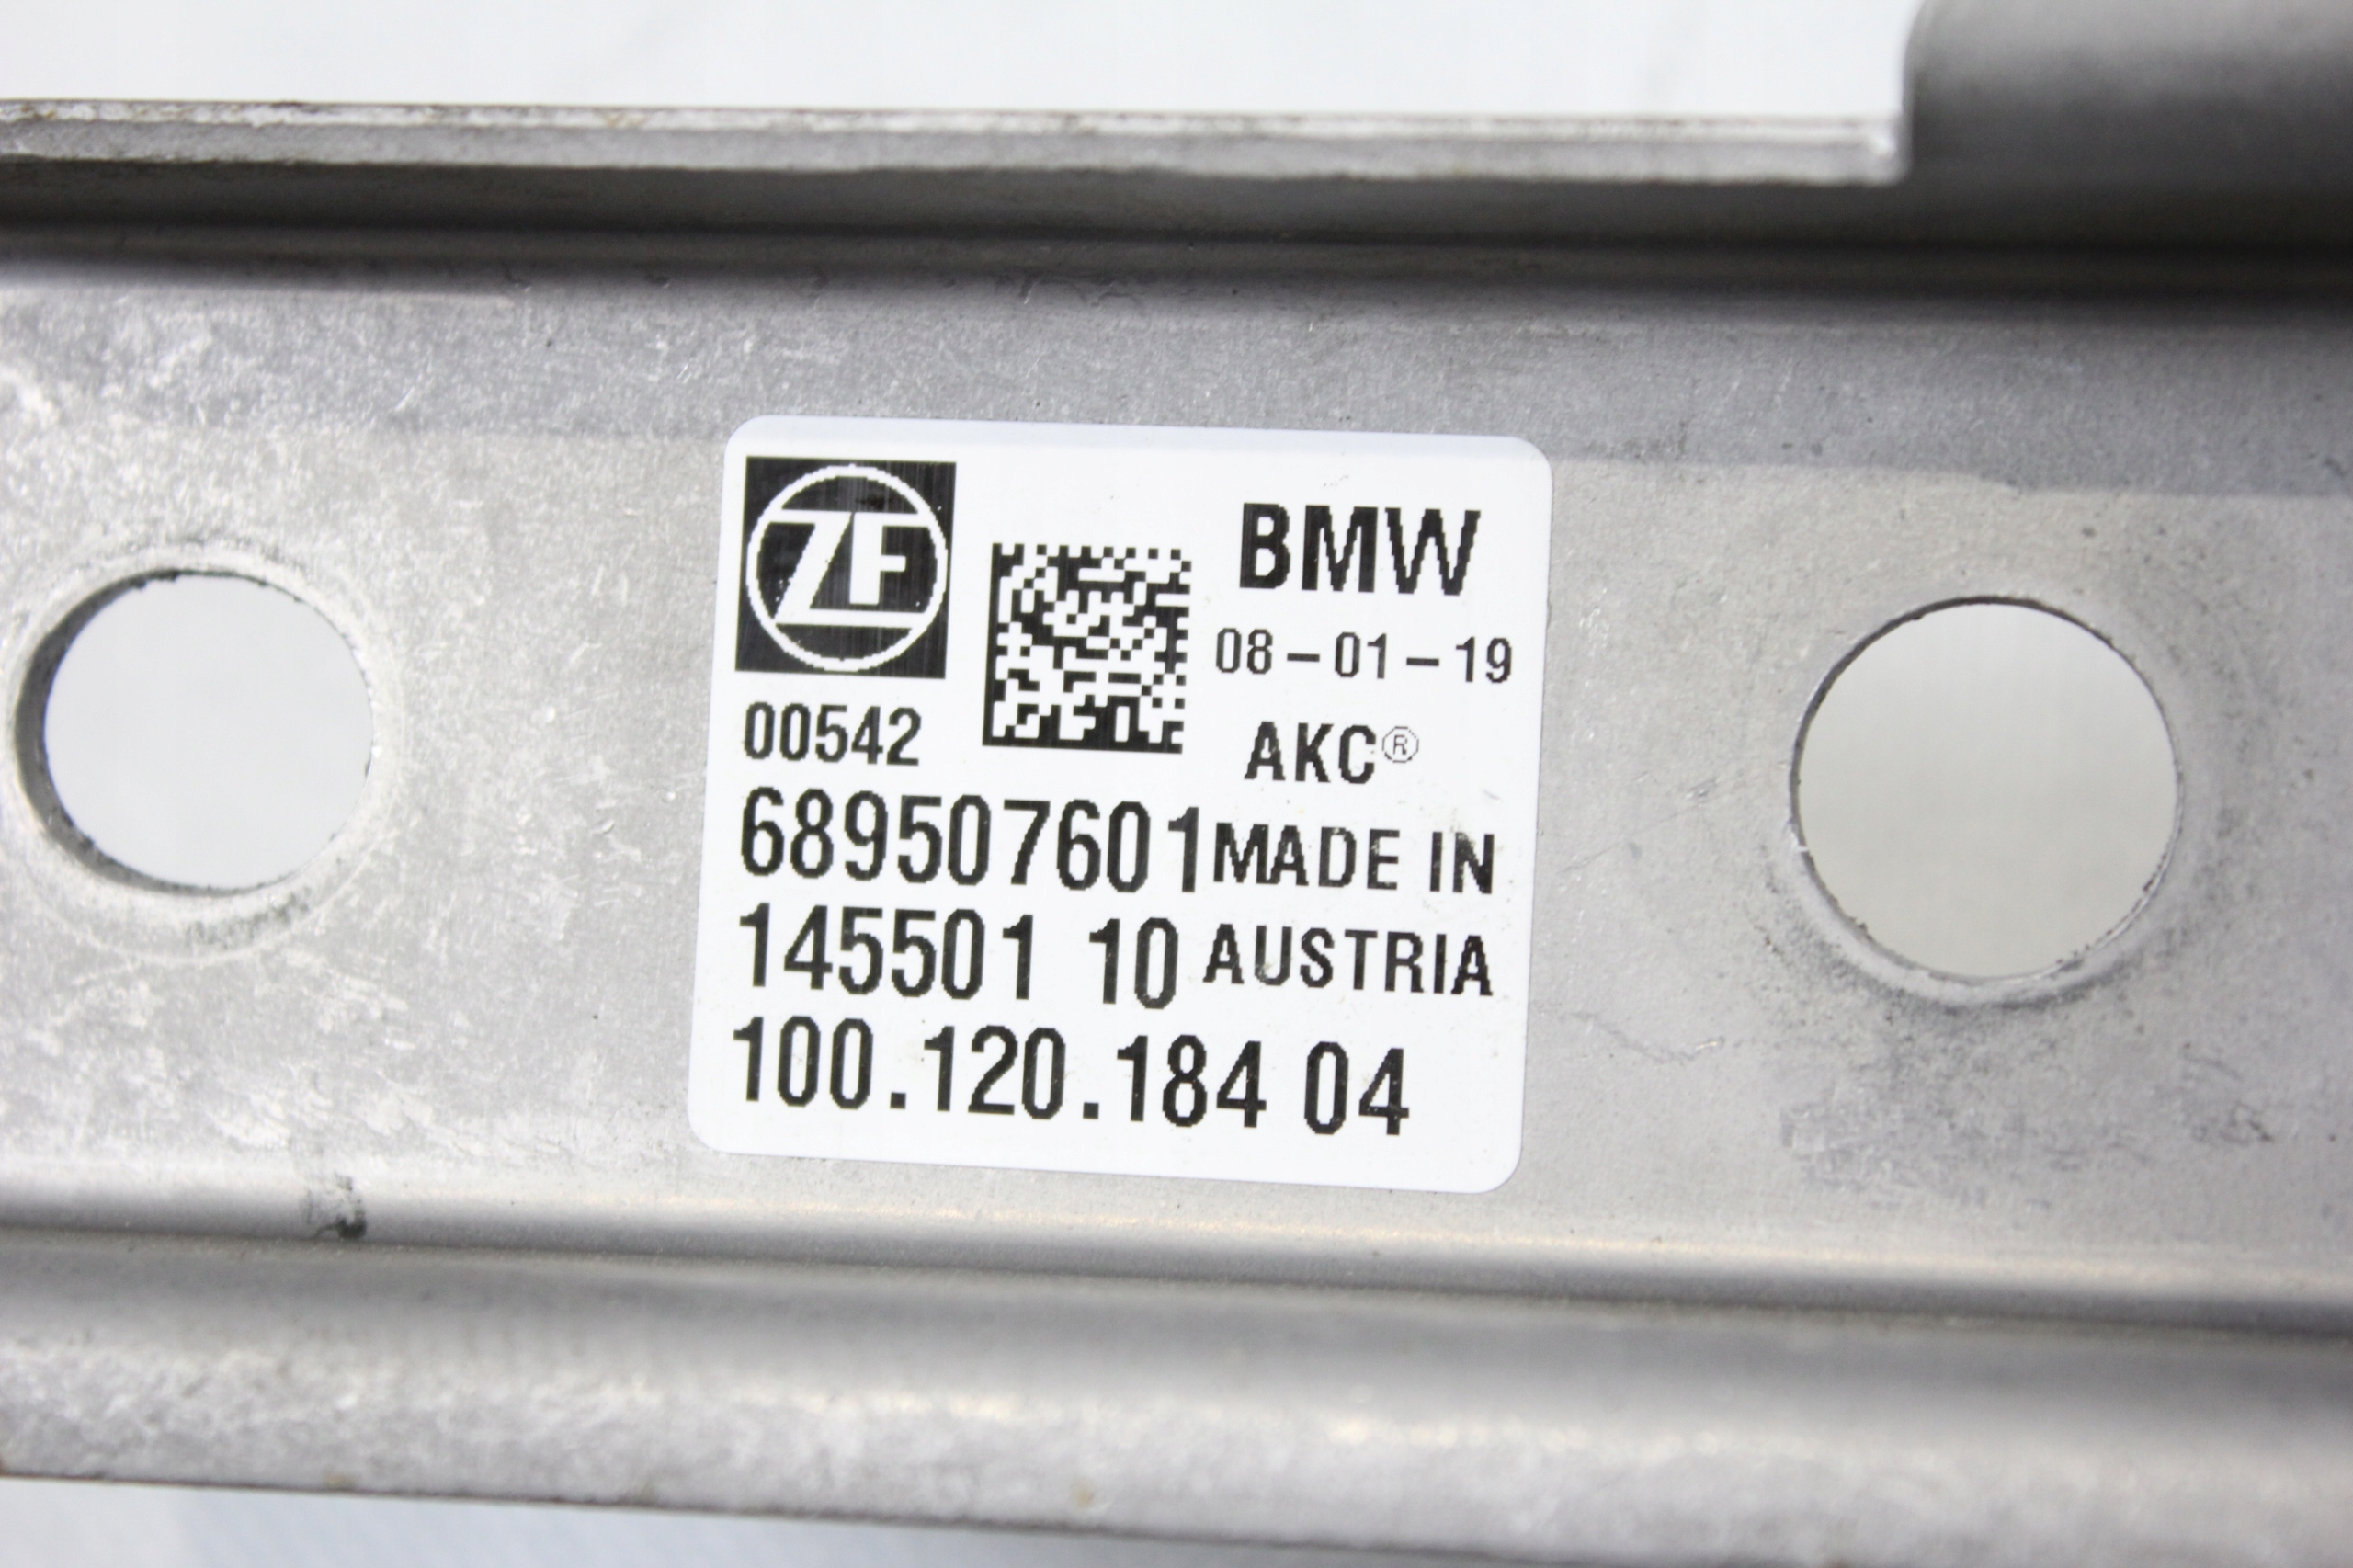 ZF
BMW
08-01-19
00542
AKC®
689507601 MADE IN
145501 10 AUSTRIA
100.120.184 04